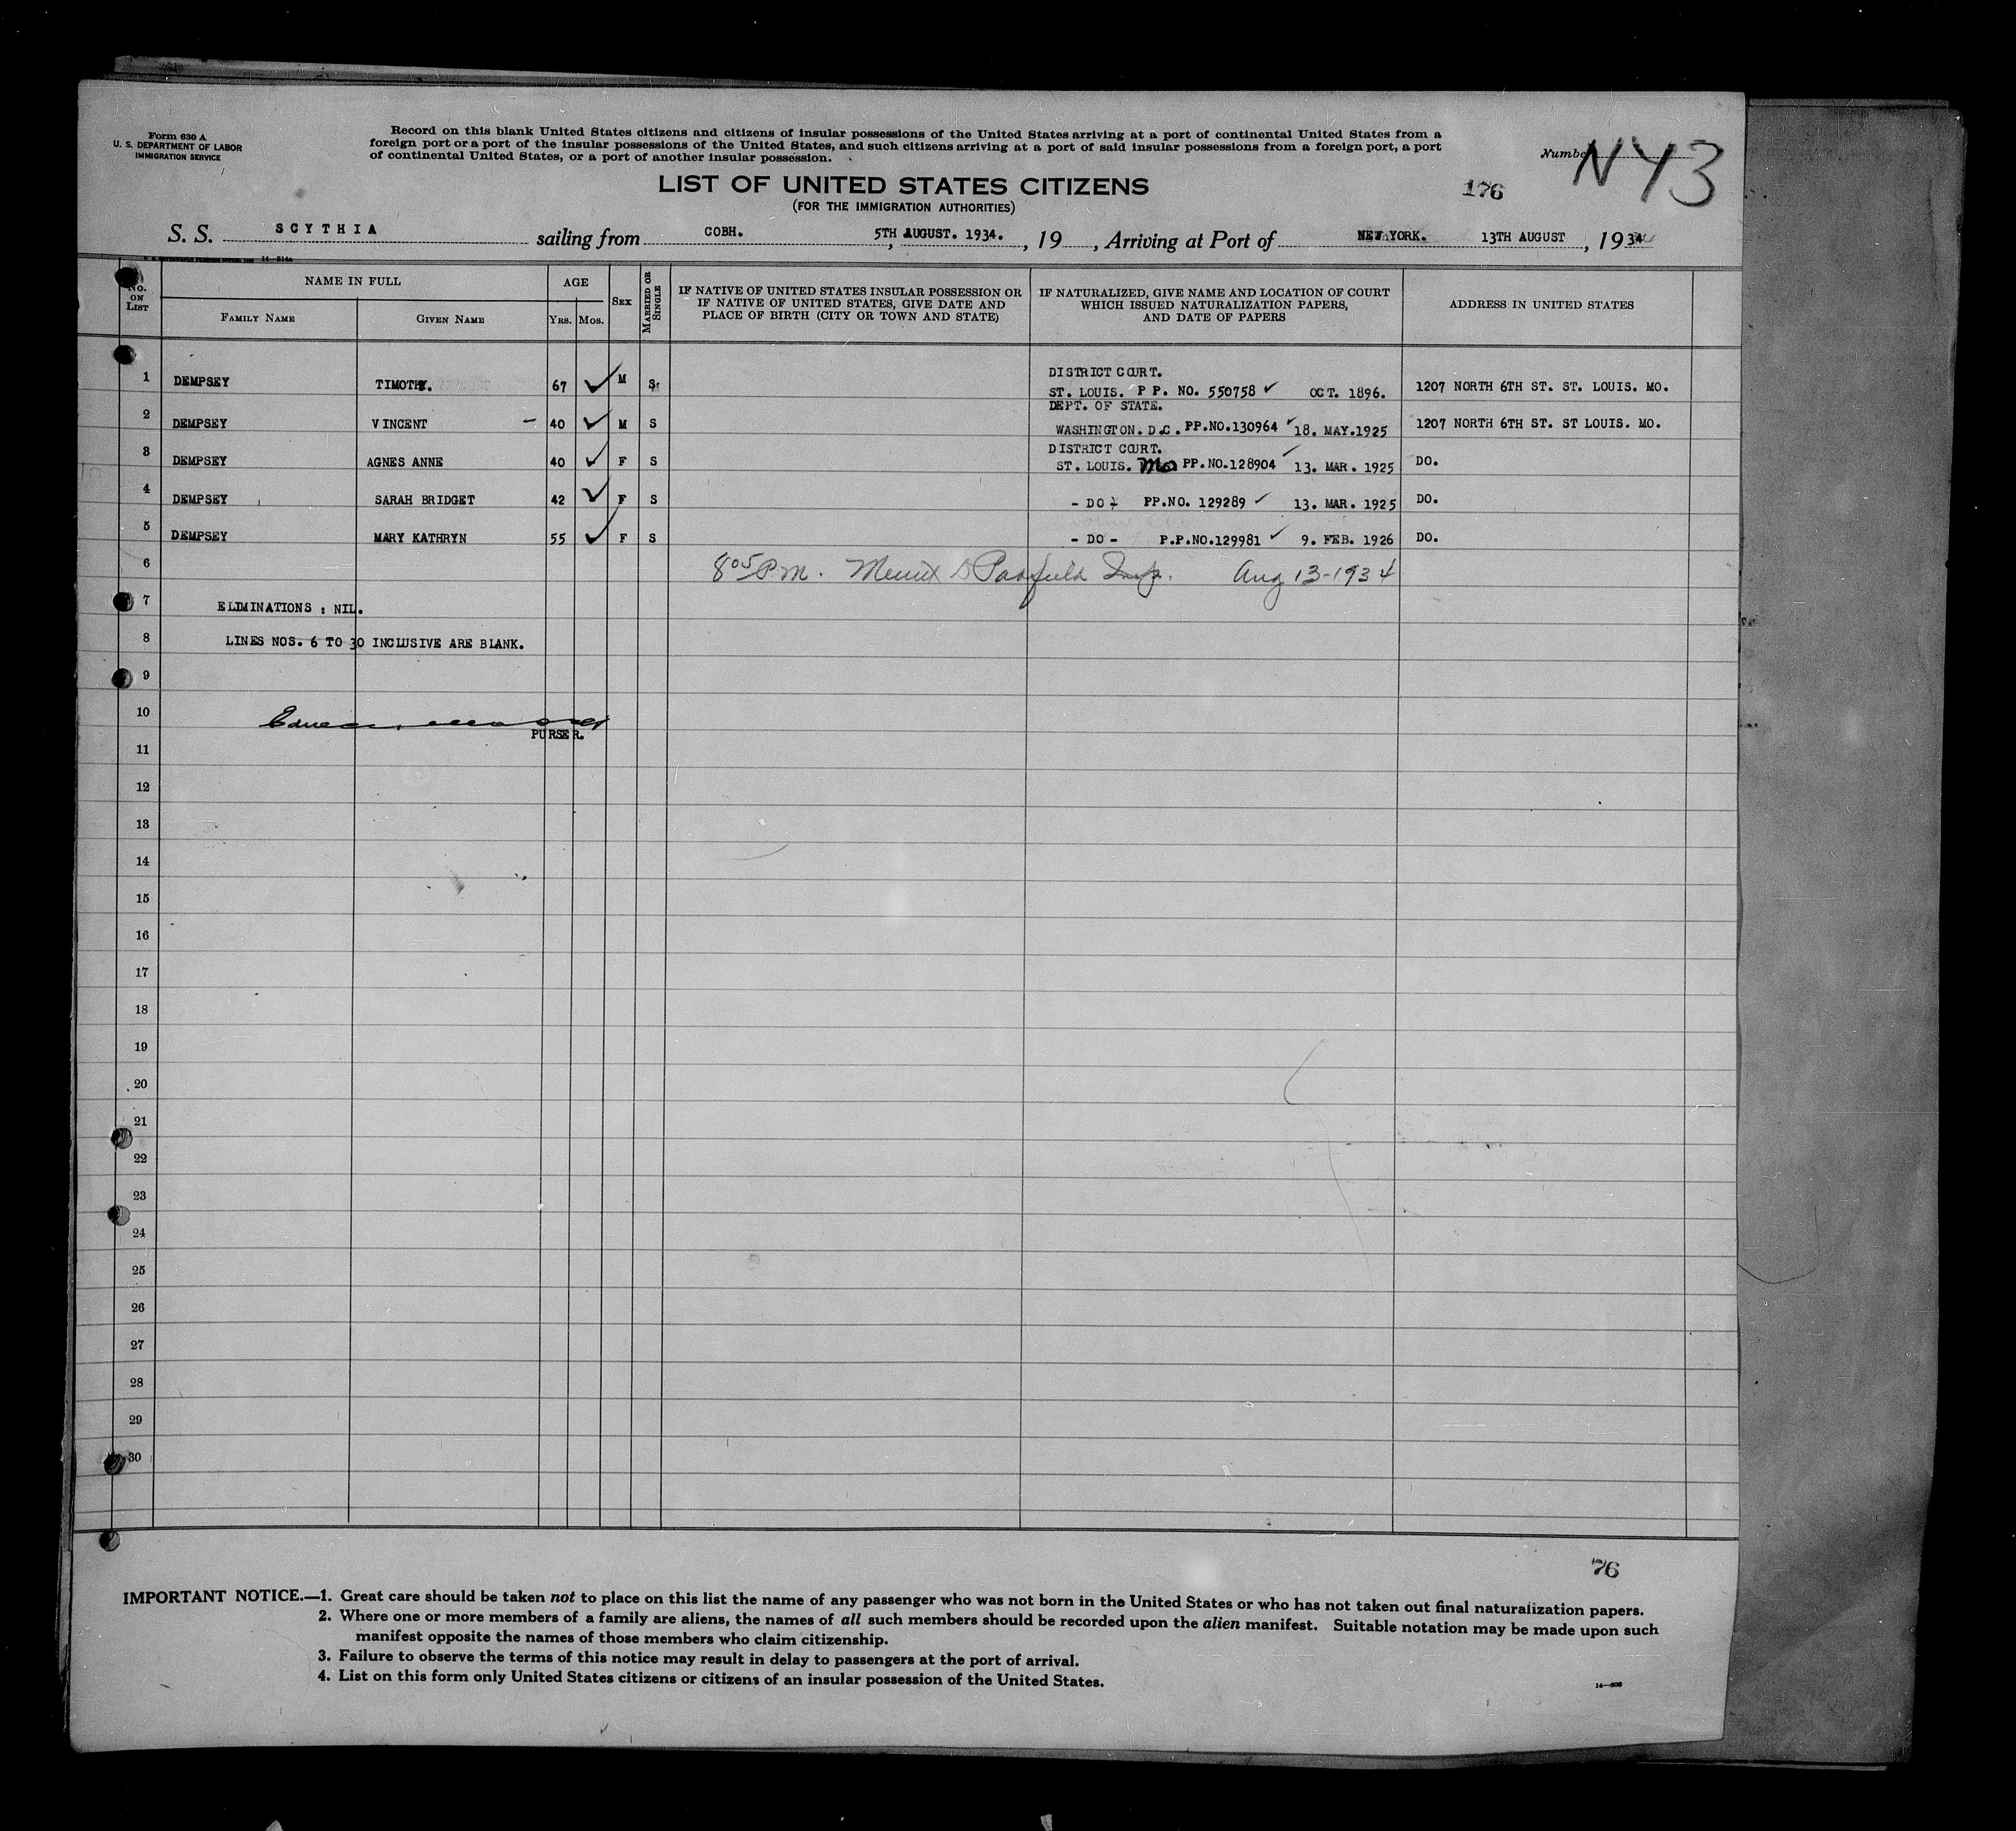 Form 630 A
U. S. DEPARTMENT OF LABOR
IMMIGRATION SERVICE
Record on this blank United States citizens and citizens of insular possessions of the United States arriving at a port of continental United States from a
foreign port or a port of the insular possessions of the United States, and such citizens arriving at a port of said insular possessions from a foreign port, a port
of continental United States, or a port of another insular possession.
Number N Y 3
LIST OF UNITED STATES CITIZENS
(FOR THE IMMIGRATION AUTHORITIES)
176
S. S. SCYTHIA sailing from COBH. , 5TH AUGUST. 1934. , 19 , Arriving at Port of NEW YORK. 13TH AUGUST , 1934
No. on List
NAME IN FULL
Family Name
Given Name
AGE
Yrs. Mos.
Sex
Married or Single
IF NATIVE OF UNITED STATES INSULAR POSSESSION OR
IF NATIVE OF UNITED STATES, GIVE DATE AND
PLACE OF BIRTH (CITY OR TOWN AND STATE)
IF NATURALIZED, GIVE NAME AND LOCATION OF COURT
WHICH ISSUED NATURALIZATION PAPERS,
AND DATE OF PAPERS
ADDRESS IN UNITED STATES
DISTRICT COURT.
1 DEMPSEY TIMOTHY. 67 ✓ M S ST. LOUIS. P P. NO. 550758 ✓ OCT. 1896. 1207 NORTH 6TH ST. ST. LOUIS. MO.
DEPT. OF STATE.
2 DEMPSEY VINCENT - 40 ✓ M S WASHINGTON. D.C. PP.NO.130964 ✓ 18. MAY.1925 1207 NORTH 6TH ST. ST LOUIS. MO.
DISTRICT COURT.
3 DEMPSEY AGNES ANNE 40 ✓ F S ST. LOUIS. Mo PP.NO.128904 ✓ 13. MAR. 1925 DO.
4 DEMPSEY SARAH BRIDGET 42 ✓ F S - DO - PP.NO. 129289 ✓ 13. MAR. 1925 DO.
5 DEMPSEY MARY KATHRYN 55 ✓ F S - DO - P.P.NO.129981 ✓ 9. FEB. 1926 DO.
6 8 05 P.M. Insp. Aug 13-1934
7 ELIMINATIONS : NIL.
8 LINES NOS. 6 TO 30 INCLUSIVE ARE BLANK.
9
10
PURSER.
11
12
13
14
15
16
17
18
19
20
21
22
23
24
25
26
27
28
29
30
76
IMPORTANT NOTICE.—1. Great care should be taken not to place on this list the name of any passenger who was not born in the United States or who has not taken out final naturalization papers.
2. Where one or more members of a family are aliens, the names of all such members should be recorded upon the alien manifest. Suitable notation may be made upon such
manifest opposite the names of those members who claim citizenship.
3. Failure to observe the terms of this notice may result in delay to passengers at the port of arrival.
4. List on this form only United States citizens or citizens of an insular possession of the United States.